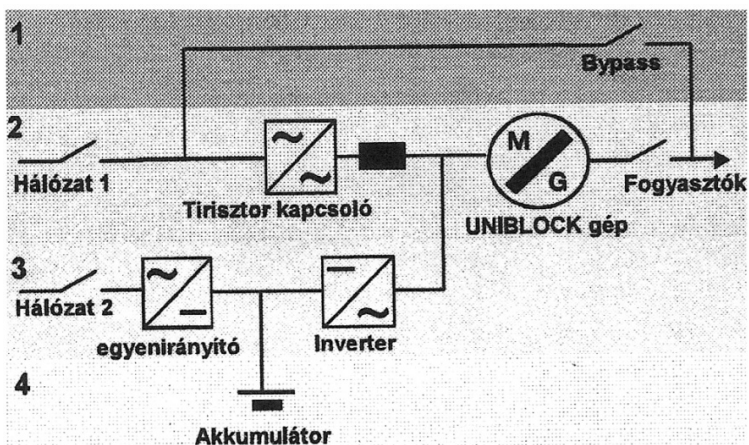 1
Bypass
2
M
G
Hálózat 1
Fogyasztók
Tirisztor kapcsoló
UNIBLOCK gép
3
Hálózat 2
egyenirányító
Inverter
4
Akkumulátor